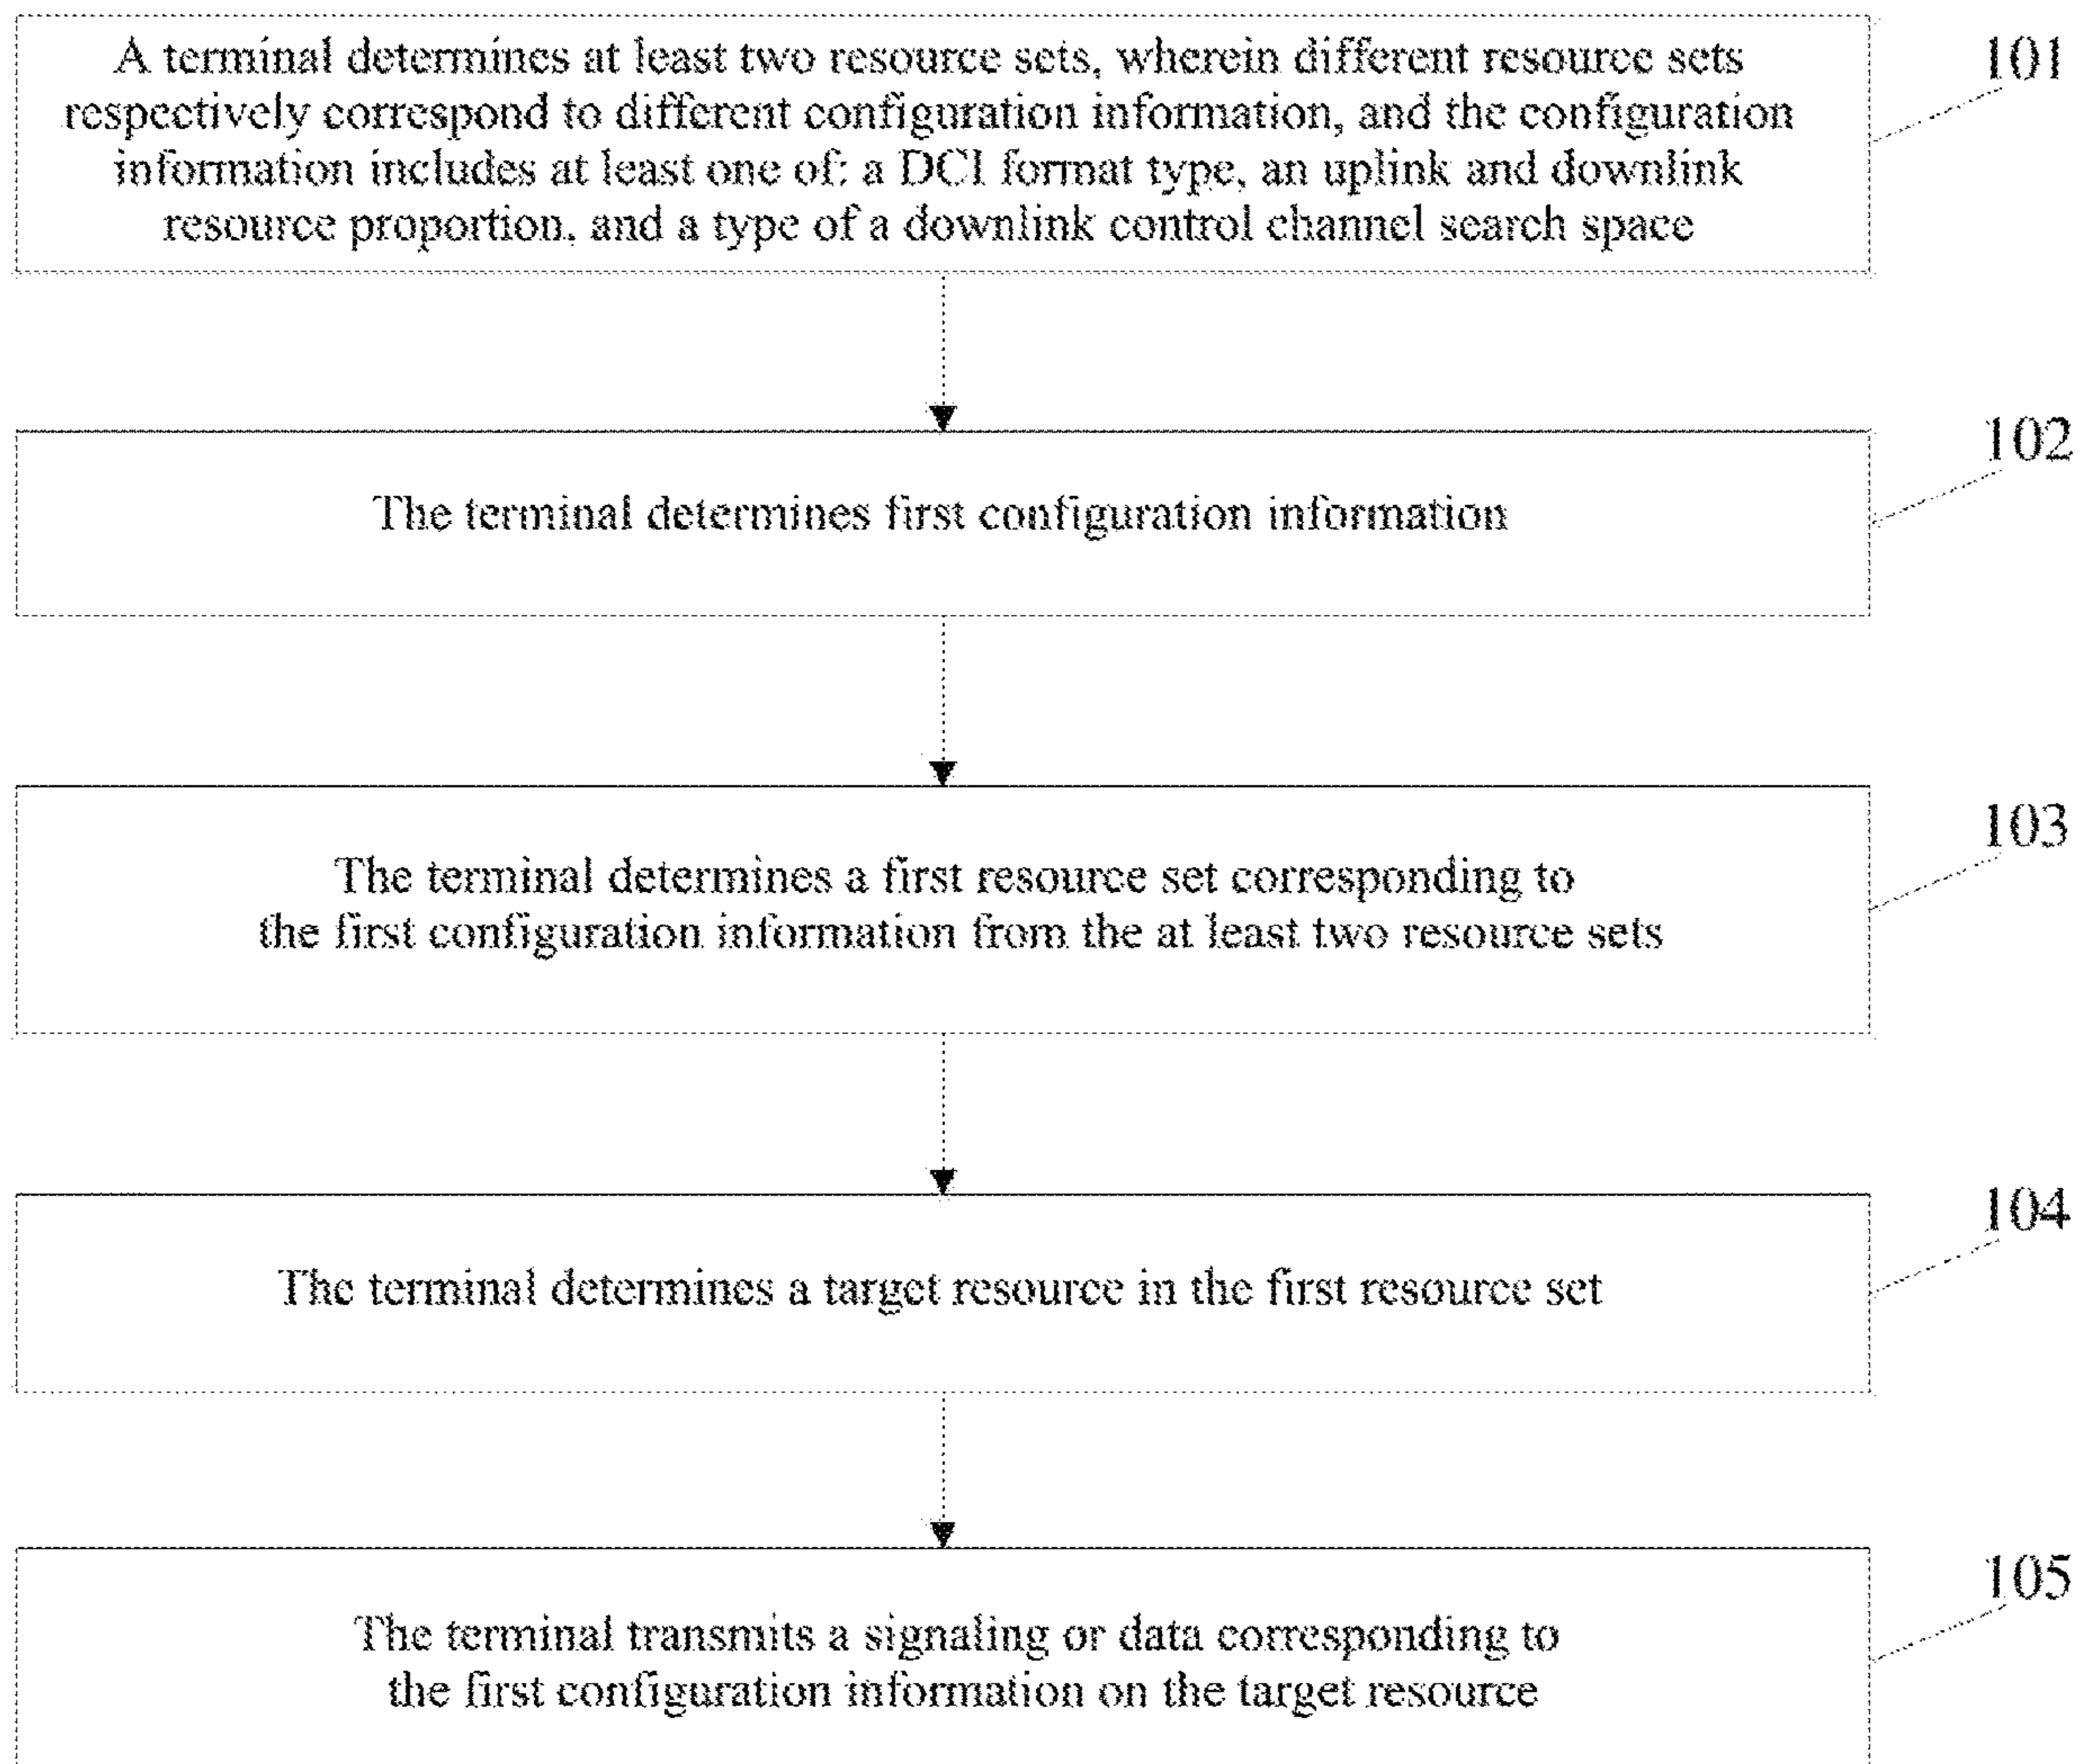 A terminal determines at least two resource sets, wherein different resource sets
respectively correspond to different configuration information, and the configuration
information includes at least one of: a DCI format type, an uplink and downlink
resource proportion, and a type of a downlink control channel search space
101
The terminal determines first configuration information
102
The terminal determines a first resource set corresponding to
the first configuration information from the at least two resource sets
103
The terminal determines a target resource in the first resource set
104
The terminal transmits a signaling or data corresponding to
the first configuration information on the target resource
105